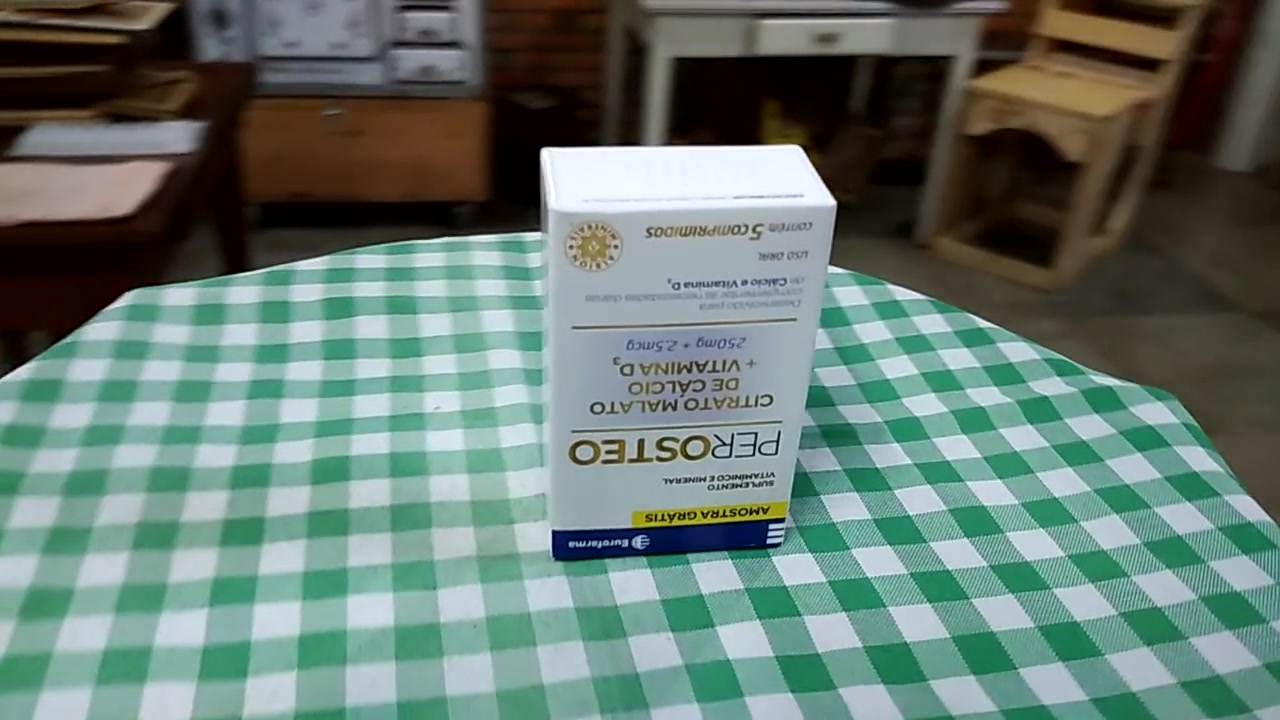 Eurofarma
AMOSTRA GRÁTIS
SUPLEMENTO
VITAMÍNICO E MINERAL
PEROSTEO
CITRATO MALATO
DE CÁLCIO
+ VITAMINA D3
250mg + 2.5mcg
Desenvolvido para
complementar as necessidades diárias
de Cálcio e Vitamina D3
USO ORAL
CONTÉM 5 COMPRIMIDOS
MINERALS